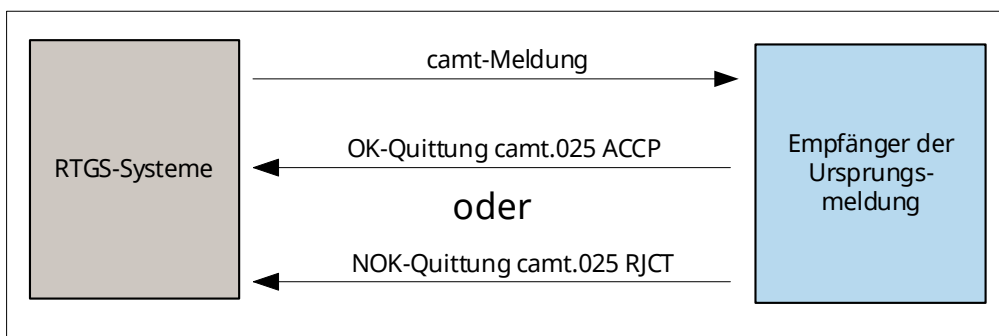 camt-Meldung
RTGS-Systeme
OK-Quittung camt.025 ACCP
oder
NOK-Quittung camt.025 RJCT
Empfänger der
Ursprungs-
meldung